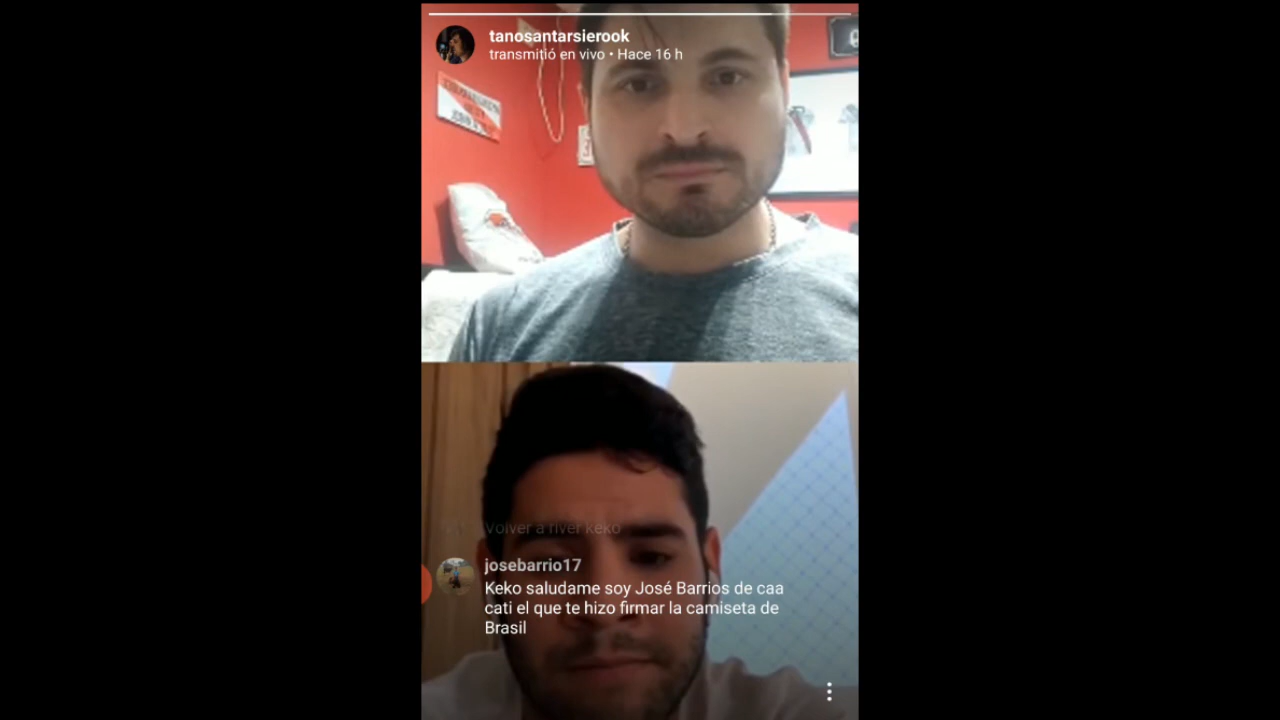 tanosantarsierook
transmitió en vivo • Hace 16 h
Volver a river keko
josebarrio17
Keko saludame soy José Barrios de caa
cati el que te hizo firmar la camiseta de
Brasil